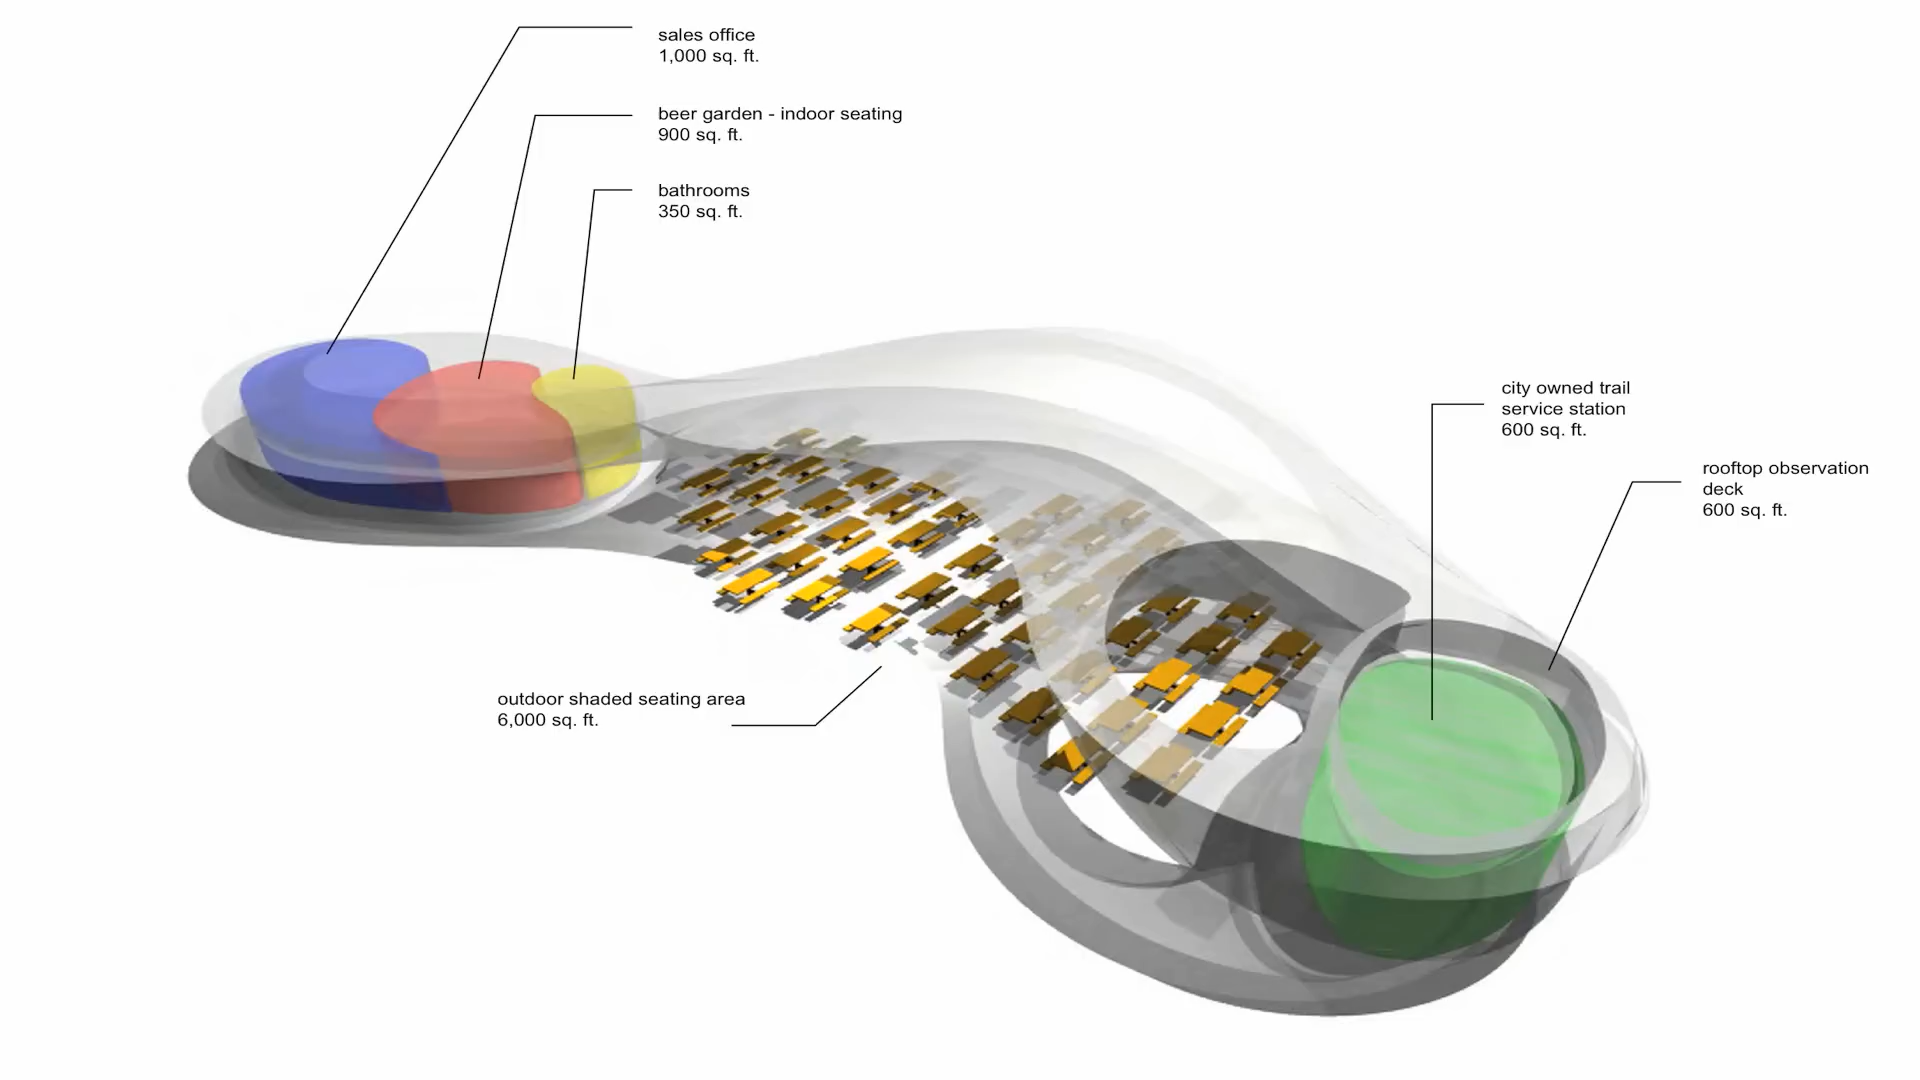 sales office
1,000 sq. ft.
beer garden - indoor seating
900 sq. ft.
bathrooms
350 sq. ft.
city owned trail
service station
600 sq. ft.
rooftop observation
deck
600 sq. ft.
outdoor shaded seating area
6,000 sq. ft.